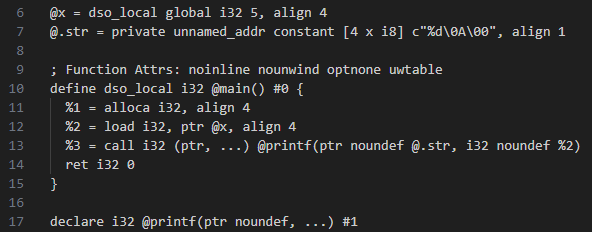 6 @x = dso_local global i32 5, align 4
7 @.str = private unnamed_addr constant [4 x i8] c"%d\0A\00", align 1
8
9 ; Function Attrs: noinline nounwind optnone uwtable
10 define dso_local i32 @main() #0 {
11   %1 = alloca i32, align 4
12   %2 = load i32, ptr @x, align 4
13   %3 = call i32 (ptr, ...) @printf(ptr noundef @.str, i32 noundef %2)
14   ret i32 0
15 }
16
17 declare i32 @printf(ptr noundef, ...) #1